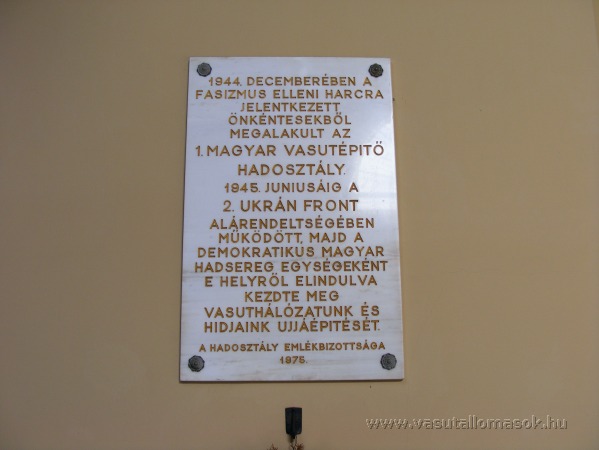 1944. DECEMBERÉBEN A
FASIZMUS ELLENI HARCRA
JELENTKEZETT
ÖNKÉNTESEKBŐL
MEGALAKULT AZ
1. MAGYAR VASUTÉPITŐ
HADOSZTÁLY.
1945. JUNIUSÁIG A
2. UKRÁN FRONT
ALÁRENDELTSÉGÉBEN
MŰKÖDÖTT, MAJD A
DEMOKRATIKUS MAGYAR
HADSEREG EGYSÉGEKÉNT
E HELYRŐL ELINDULVA
KEZDTE MEG
VASUTHÁLÓZATUNK ÉS
HIDJAINK UJJÁÉPITÉSÉT.
A HADOSZTÁLY EMLÉKBIZOTTSÁGA
1975.
© www.vasutallomasok.hu